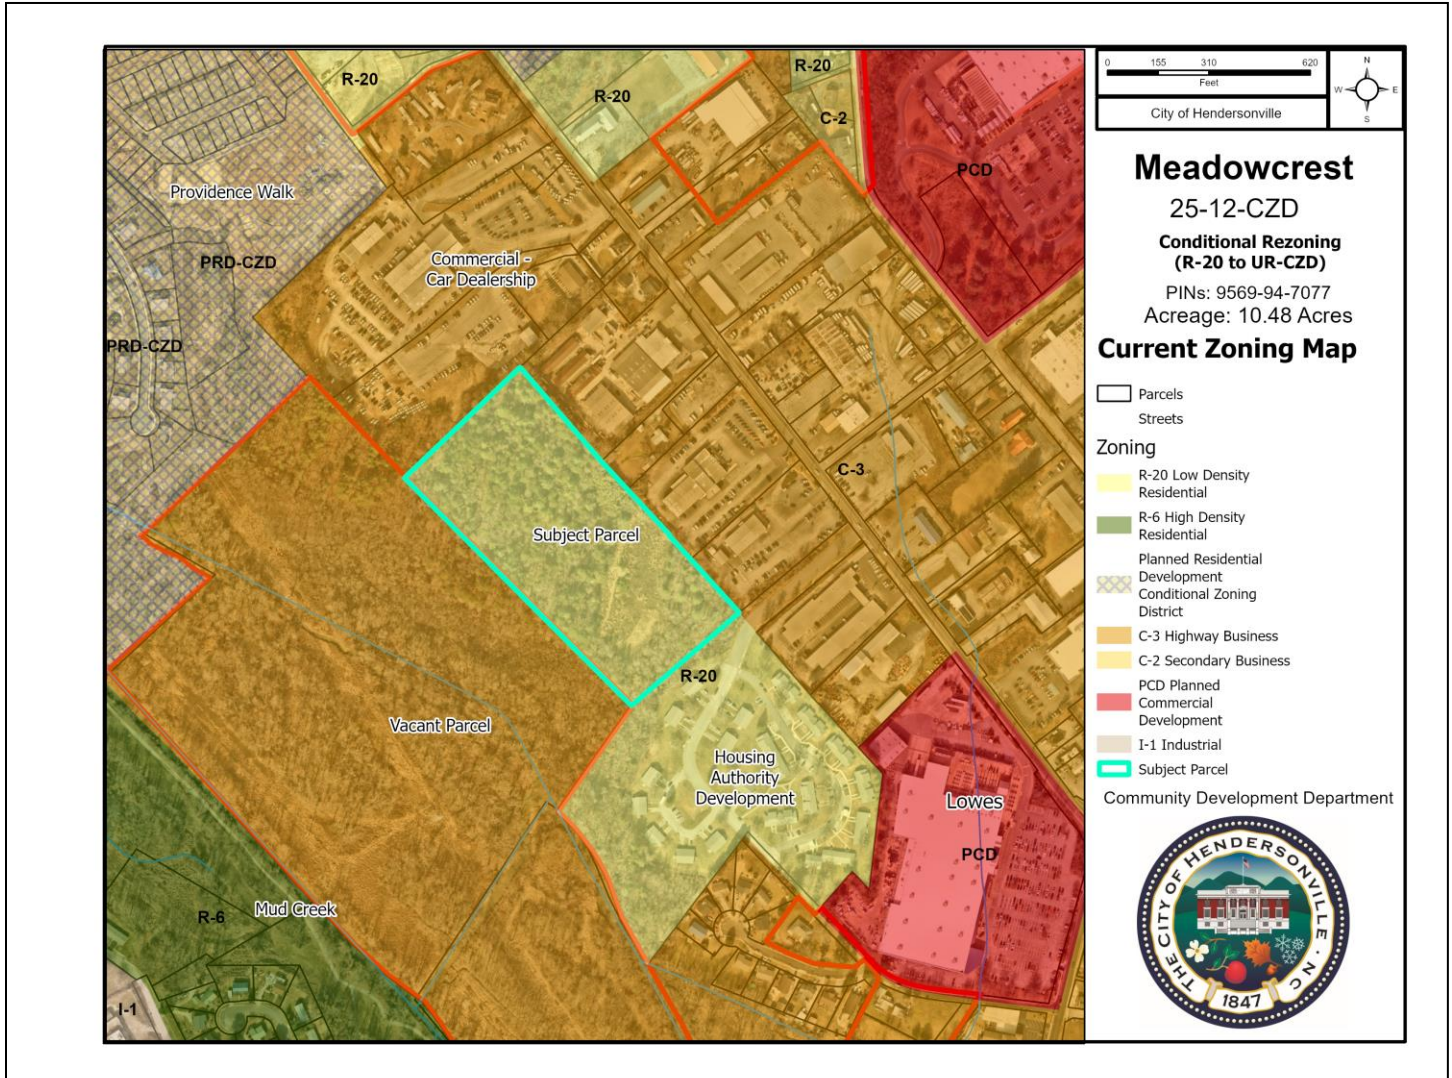 R-20
R-20
R-20
C-2
PCD
Providence Walk
PRD-CZD
Commercial -
Car Dealership
PRD-CZD
C-3
Subject Parcel
R-20
Vacant Parcel
Housing
Authority
Development
Lowes
PCD
R-6
Mud Creek
I-1
0 155 310 620
Feet
City of Hendersonville
N
W E
S
Meadowcrest
25-12-CZD
Conditional Rezoning
(R-20 to UR-CZD)
PINs: 9569-94-7077
Acreage: 10.48 Acres
Current Zoning Map
Parcels
Streets
Zoning
R-20 Low Density
Residential
R-6 High Density
Residential
Planned Residential
Development
Conditional Zoning
District
C-3 Highway Business
C-2 Secondary Business
PCD Planned
Commercial
Development
I-1 Industrial
Subject Parcel
Community Development Department
THE CITY OF HENDERSONVILLE · NC
1847